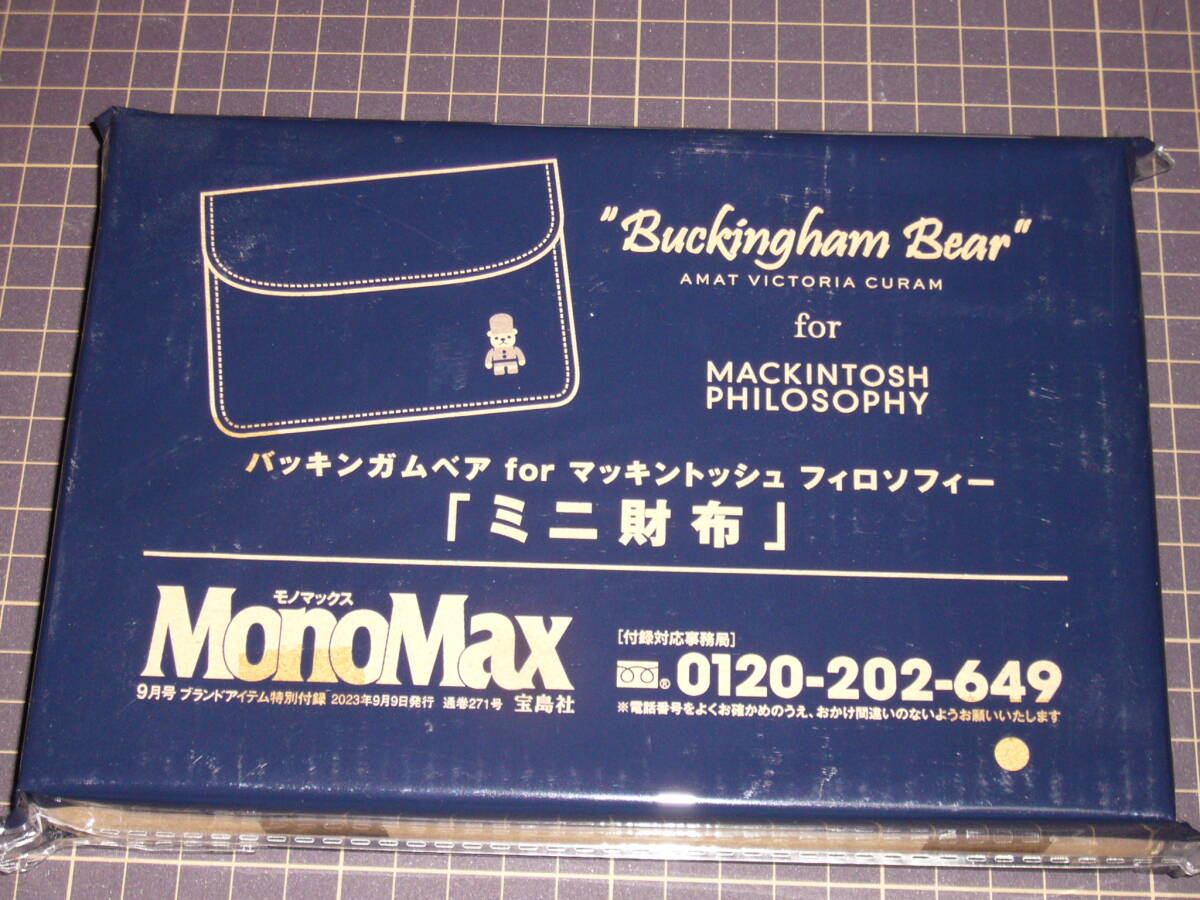 "Buckingham Bear"
AMAT VICTORIA CURAM
for
MACKINTOSH
PHILOSOPHY
バッキンガムベア for マッキントッシュ フィロソフィー
「ミニ財布」
モノマックス
MonoMax
9月号 ブランドアイテム特別付録 2023年9月9日発行 通巻271号 宝島社
[付録対応事務局]
® 0120-202-649
※電話番号をよくお確かめのうえ、おかけ間違いのないようお願いいたします